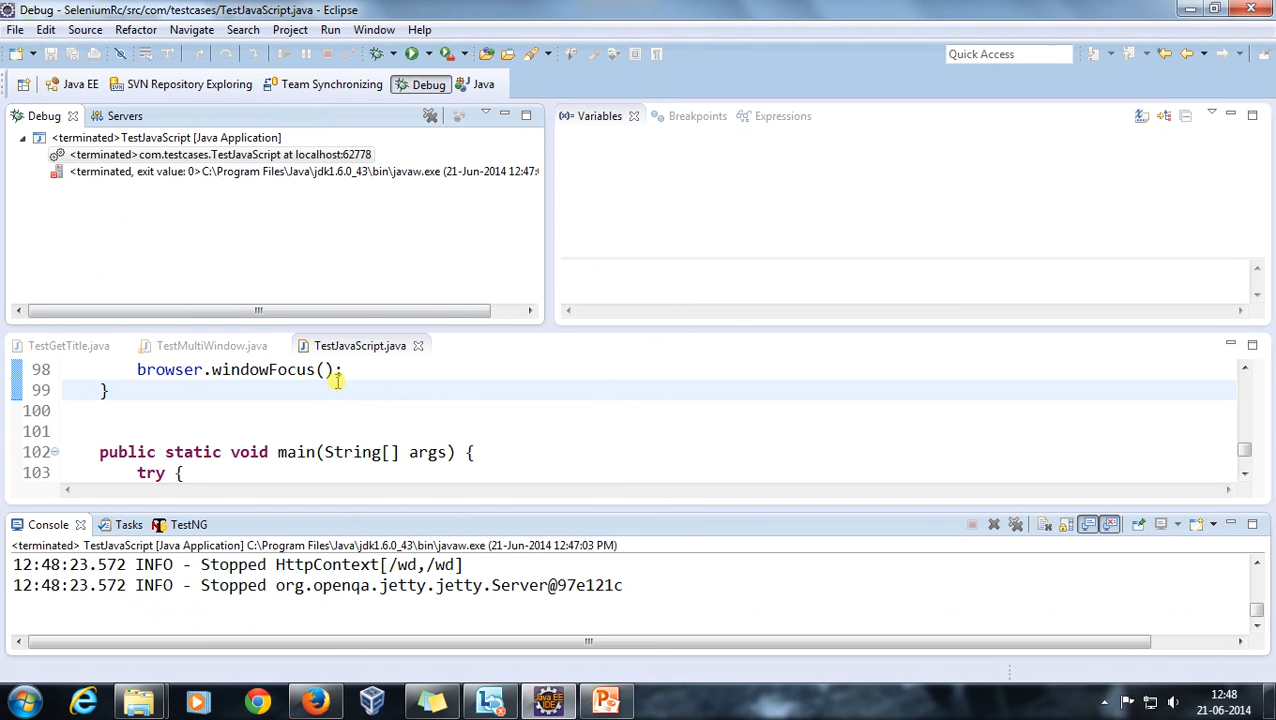 Debug - SeleniumRc/src/com/testcases/TestJavaScript.java - Eclipse
File Edit Source Refactor Navigate Search Project Run Window Help
Quick Access
Java EE SVN Repository Exploring Team Synchronizing Debug Java
Debug Servers
Variables Breakpoints Expressions
<terminated>TestJavaScript [Java Application]
<terminated>com.testcases.TestJavaScript at localhost:62778
<terminated, exit value: 0>C:\Program Files\Java\jdk1.6.0_43\bin\javaw.exe (21-Jun-2014 12:47:0
TestGetTitle.java TestMultiWindow.java TestJavaScript.java
98 browser.windowFocus();
99 }
100
101
102 public static void main(String[] args) {
103 try {
Console Tasks TestNG
<terminated> TestJavaScript [Java Application] C:\Program Files\Java\jdk1.6.0_43\bin\javaw.exe (21-Jun-2014 12:47:03 PM)
12:48:23.572 INFO - Stopped HttpContext[/wd,/wd]
12:48:23.572 INFO - Stopped org.openqa.jetty.jetty.Server@97e121c
Java EE
IDE
12:48
21-06-2014